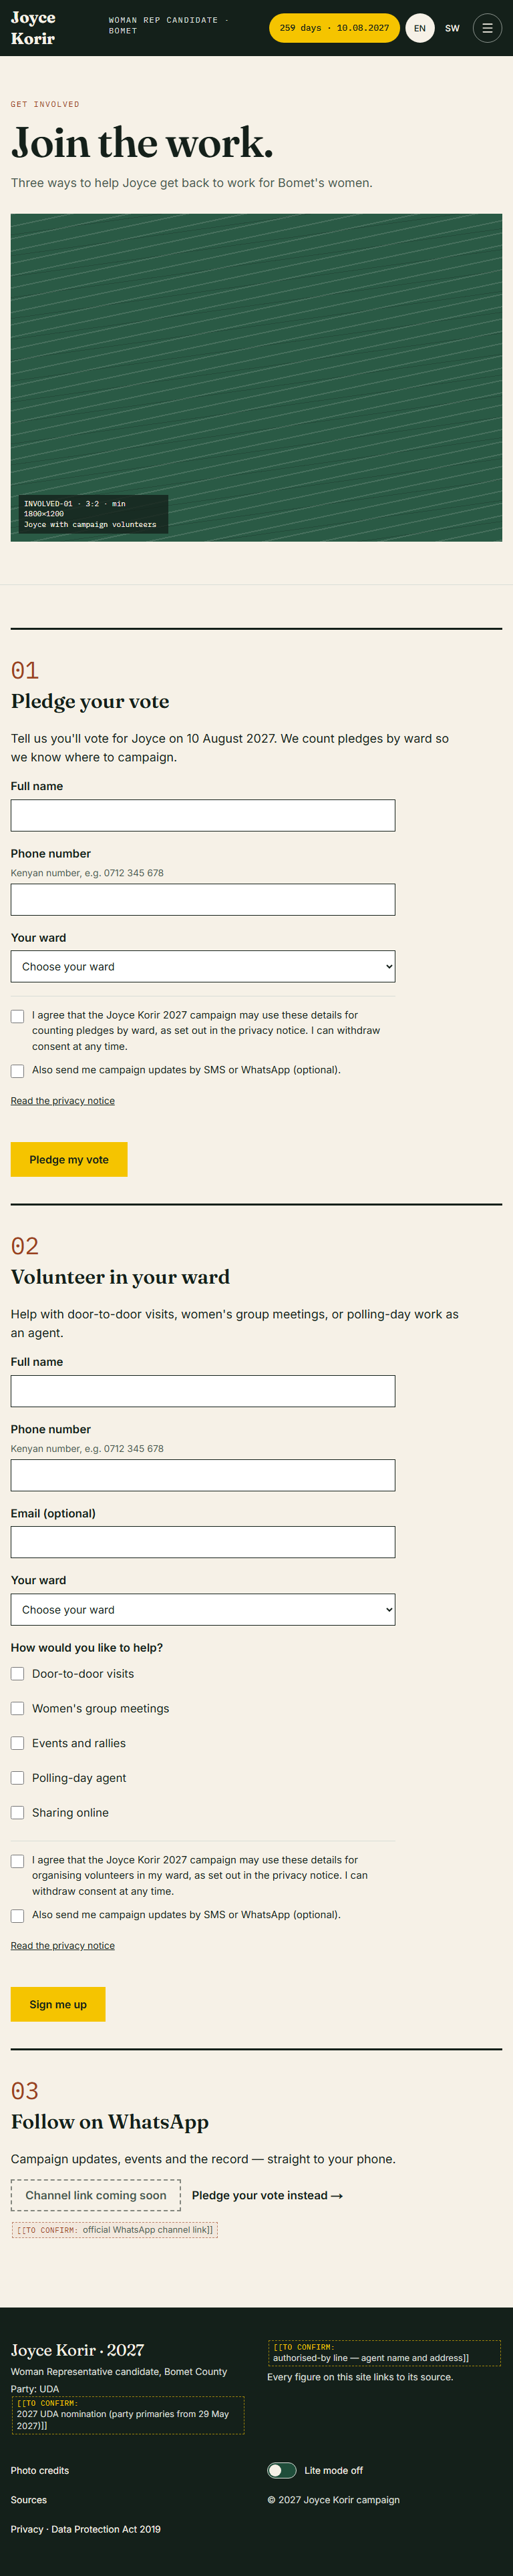 Joyce
Korir
WOMAN REP CANDIDATE ·
BOMET
259 days · 10.08.2027
EN
SW
GET INVOLVED
Join the work.
Three ways to help Joyce get back to work for Bomet's women.
INVOLVED-01 · 3:2 · min
1800×1200
Joyce with campaign volunteers
01
Pledge your vote
Tell us you'll vote for Joyce on 10 August 2027. We count pledges by ward so
we know where to campaign.
Full name
Phone number
Kenyan number, e.g. 0712 345 678
Your ward
Choose your ward
I agree that the Joyce Korir 2027 campaign may use these details for
counting pledges by ward, as set out in the privacy notice. I can withdraw
consent at any time.
Also send me campaign updates by SMS or WhatsApp (optional).
Read the privacy notice
Pledge my vote
02
Volunteer in your ward
Help with door-to-door visits, women's group meetings, or polling-day work as
an agent.
Full name
Phone number
Kenyan number, e.g. 0712 345 678
Email (optional)
Your ward
Choose your ward
How would you like to help?
Door-to-door visits
Women's group meetings
Events and rallies
Polling-day agent
Sharing online
I agree that the Joyce Korir 2027 campaign may use these details for
organising volunteers in my ward, as set out in the privacy notice. I can
withdraw consent at any time.
Also send me campaign updates by SMS or WhatsApp (optional).
Read the privacy notice
Sign me up
03
Follow on WhatsApp
Campaign updates, events and the record — straight to your phone.
Channel link coming soon
Pledge your vote instead →
[[TO CONFIRM: official WhatsApp channel link]]
Joyce Korir · 2027
Woman Representative candidate, Bomet County
Party: UDA
[[TO CONFIRM:
2027 UDA nomination (party primaries from 29 May
2027)]]
[[TO CONFIRM:
authorised-by line — agent name and address]]
Every figure on this site links to its source.
Photo credits
Sources
Privacy · Data Protection Act 2019
Lite mode off
© 2027 Joyce Korir campaign